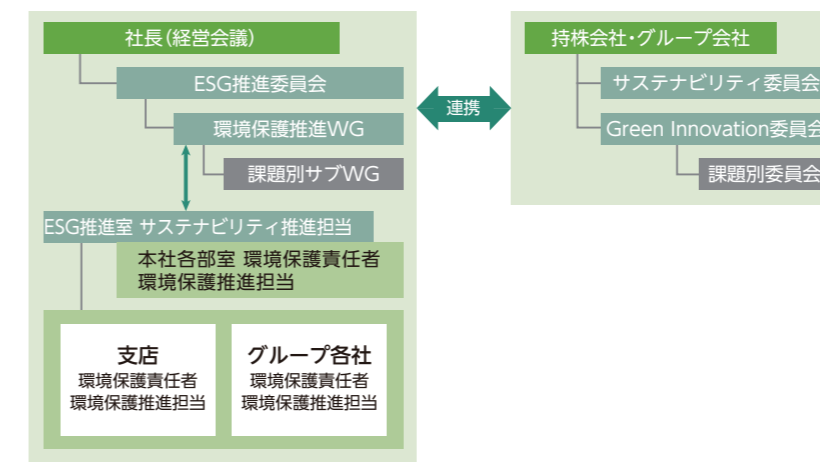 社長（経営会議）
ESG推進委員会
環境保護推進WG
課題別サブWG
ESG推進室 サステナビリティ推進担当
本社各部室 環境保護責任者
環境保護推進担当
支店
環境保護責任者
環境保護推進担当
グループ各社
環境保護責任者
環境保護推進担当
連携
持株会社・グループ会社
サステナビリティ委員会
Green Innovation委員会
課題別委員会